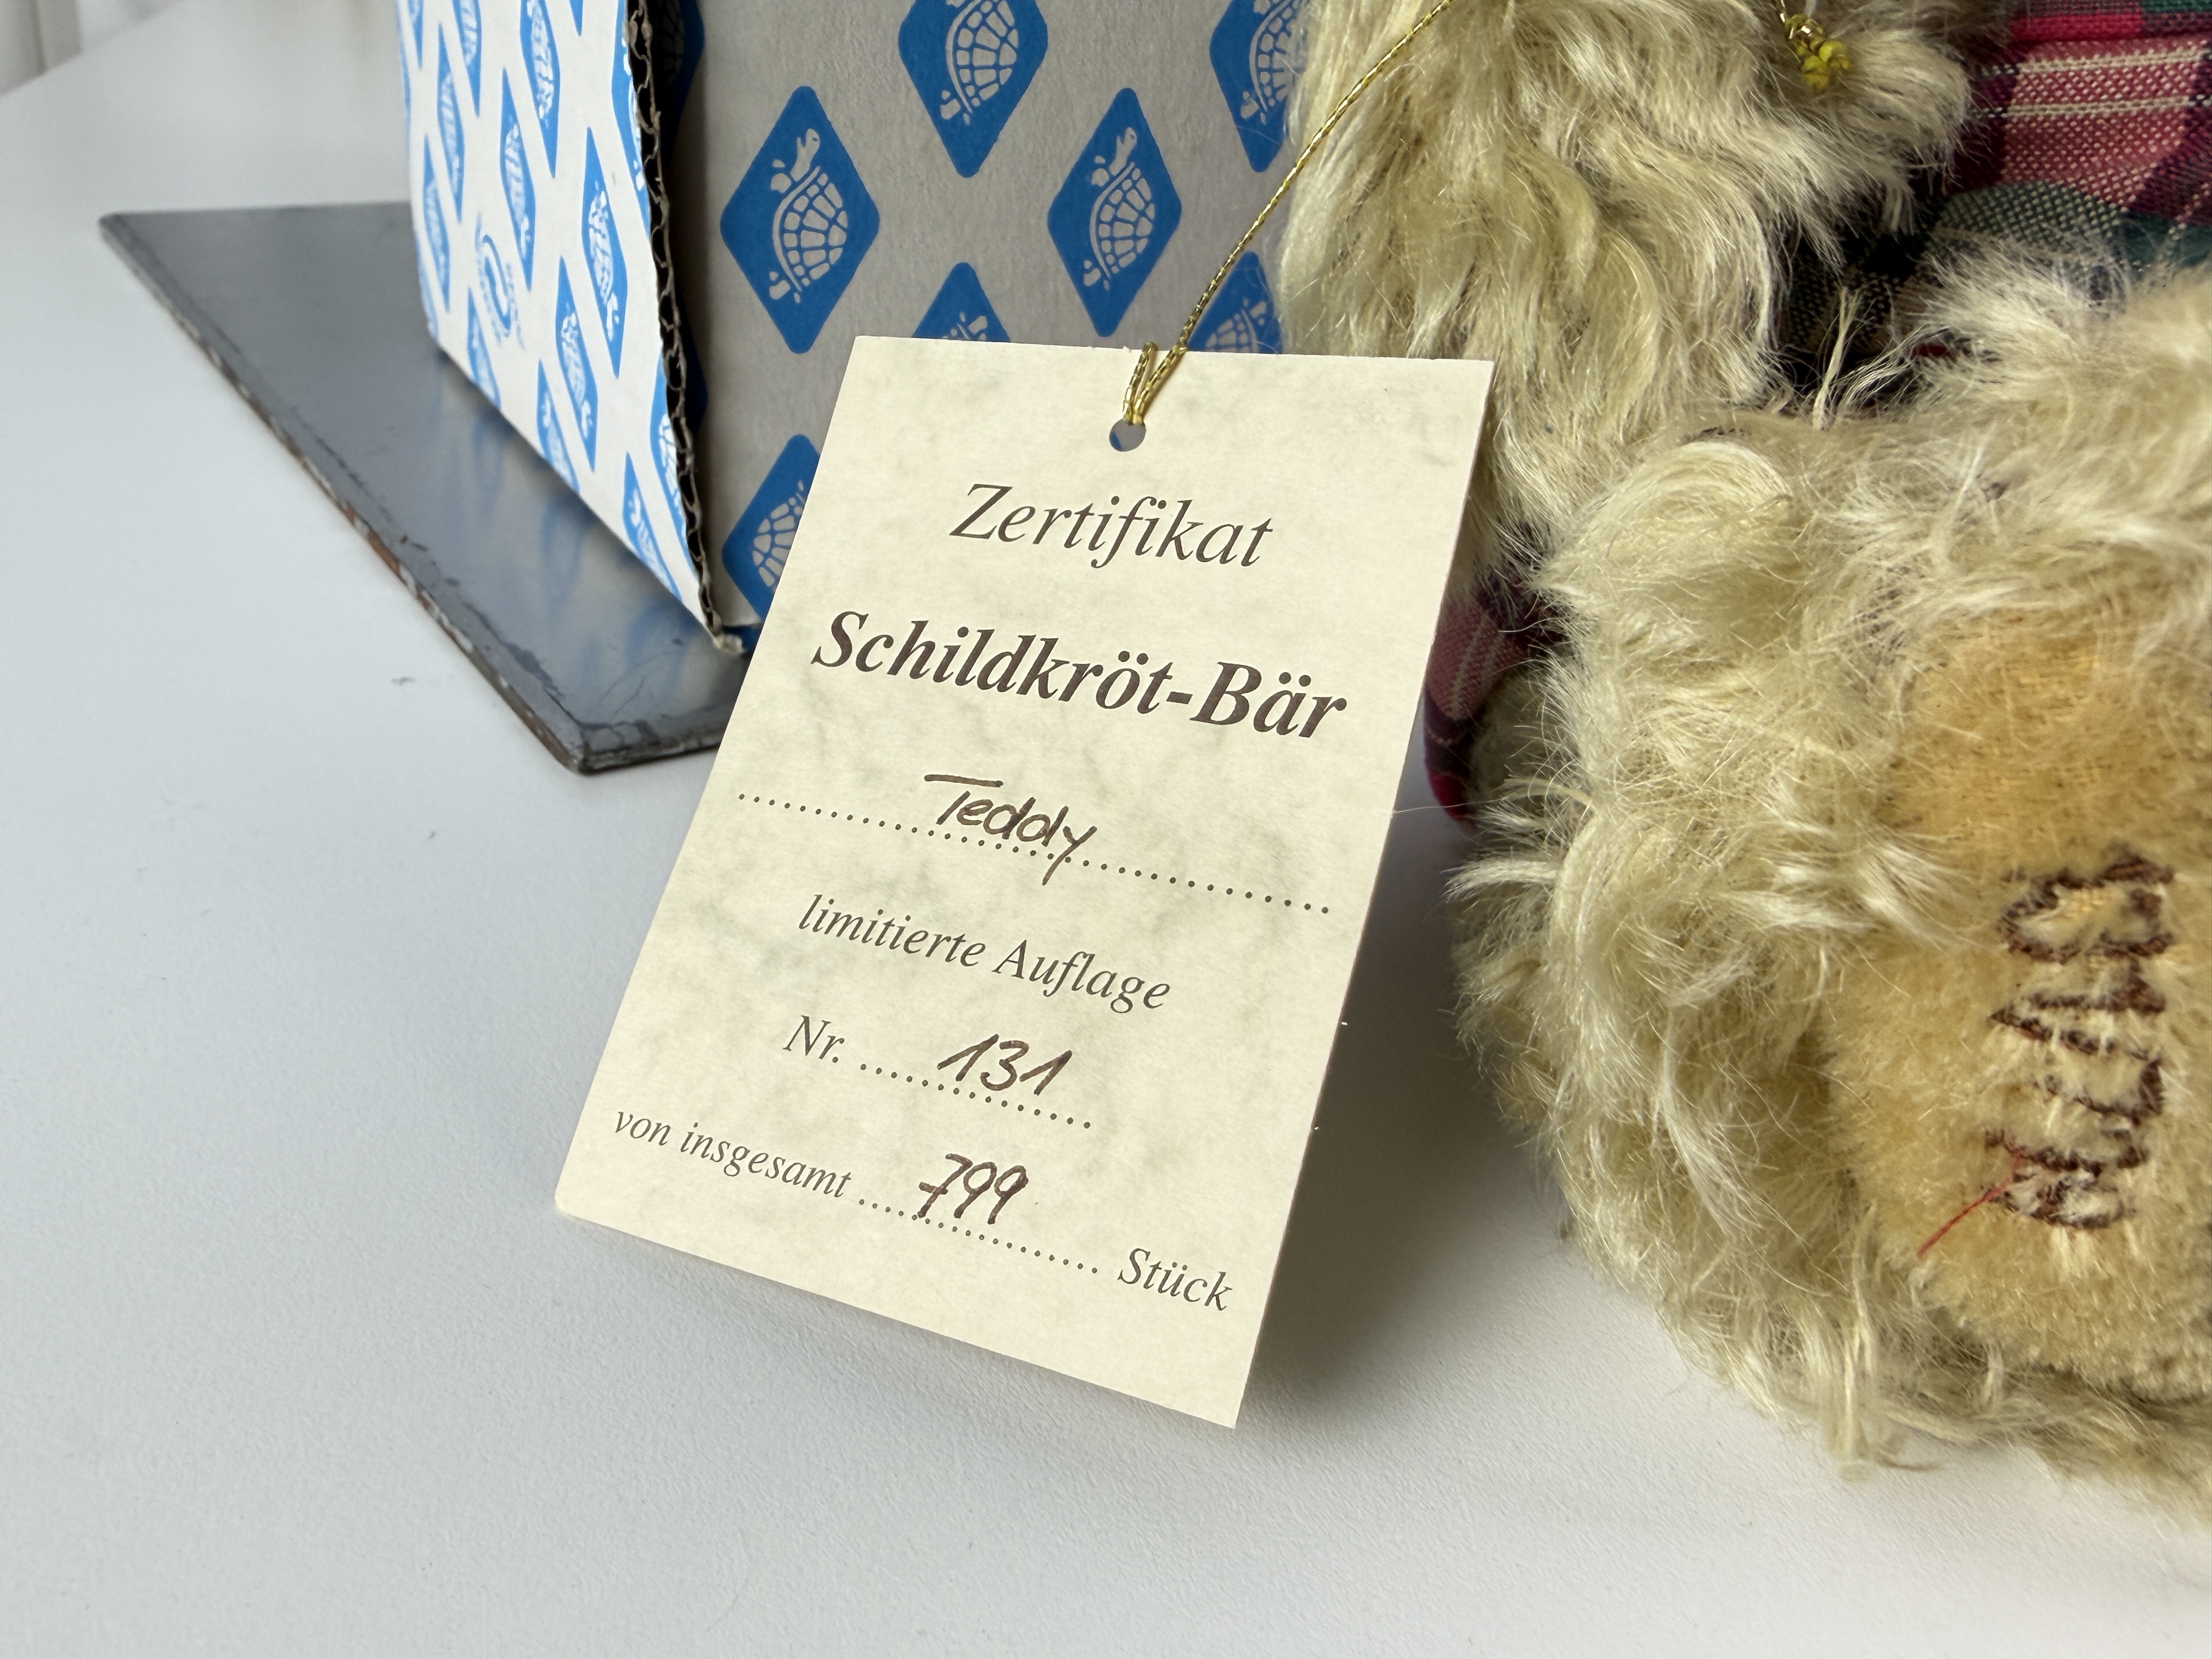 Zertifikat
Schildkröt-Bär
Teddy
limitierte Auflage
Nr. 131
von insgesamt 799 Stück